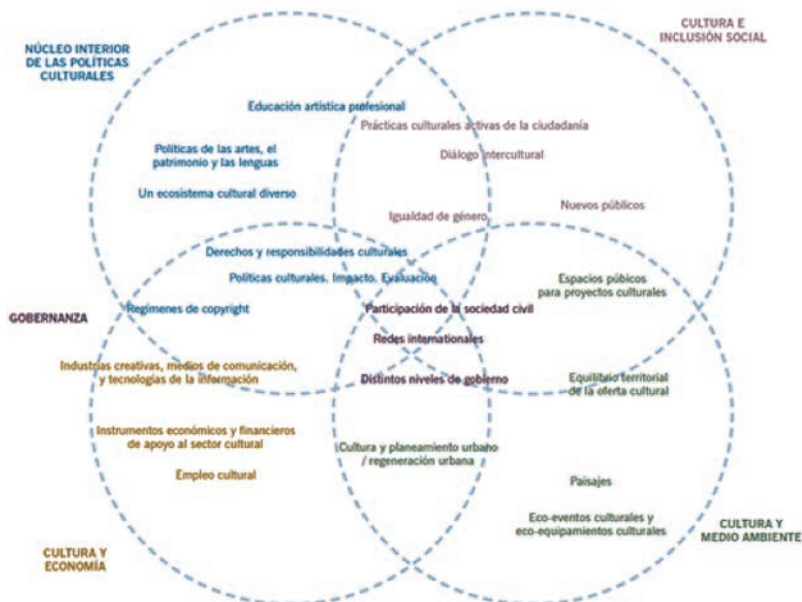 CULTURA E
INCLUSIÓN SOCIAL
NÚCLEO INTERIOR
DE LAS POLÍTICAS
CULTURALES
Educación artística profesional
Prácticas culturales activas de la ciudadanía
Políticas de las artes, el
patrimonio y las lenguas
Diálogo intercultural
Un ecosistema cultural diverso
Nuevos públicos
Igualdad de género
Derechos y responsabilidades culturales
Políticas culturales. Impacto. Evaluación
Espacios púbicos
para proyectos culturales
GOBERNANZA
Regímenes de copyright
Participación de la sociedad civil
Redes internationales
Industrias creativas, medios de comunicación,
y tecnologías de la información
Distintos niveles de gobierno
Equilibrio territorial
de la oferta cultural
Instrumentos económicos y financieros
de apoyo al sector cultural
Cultura y planeamiento urbano
/ regeneración urbana
Empleo cultural
Paisajes
Eco-eventos culturales y
eco-equipamientos culturales
CULTURA Y
MEDIO AMBIENTE
CULTURA Y
ECONOMÍA